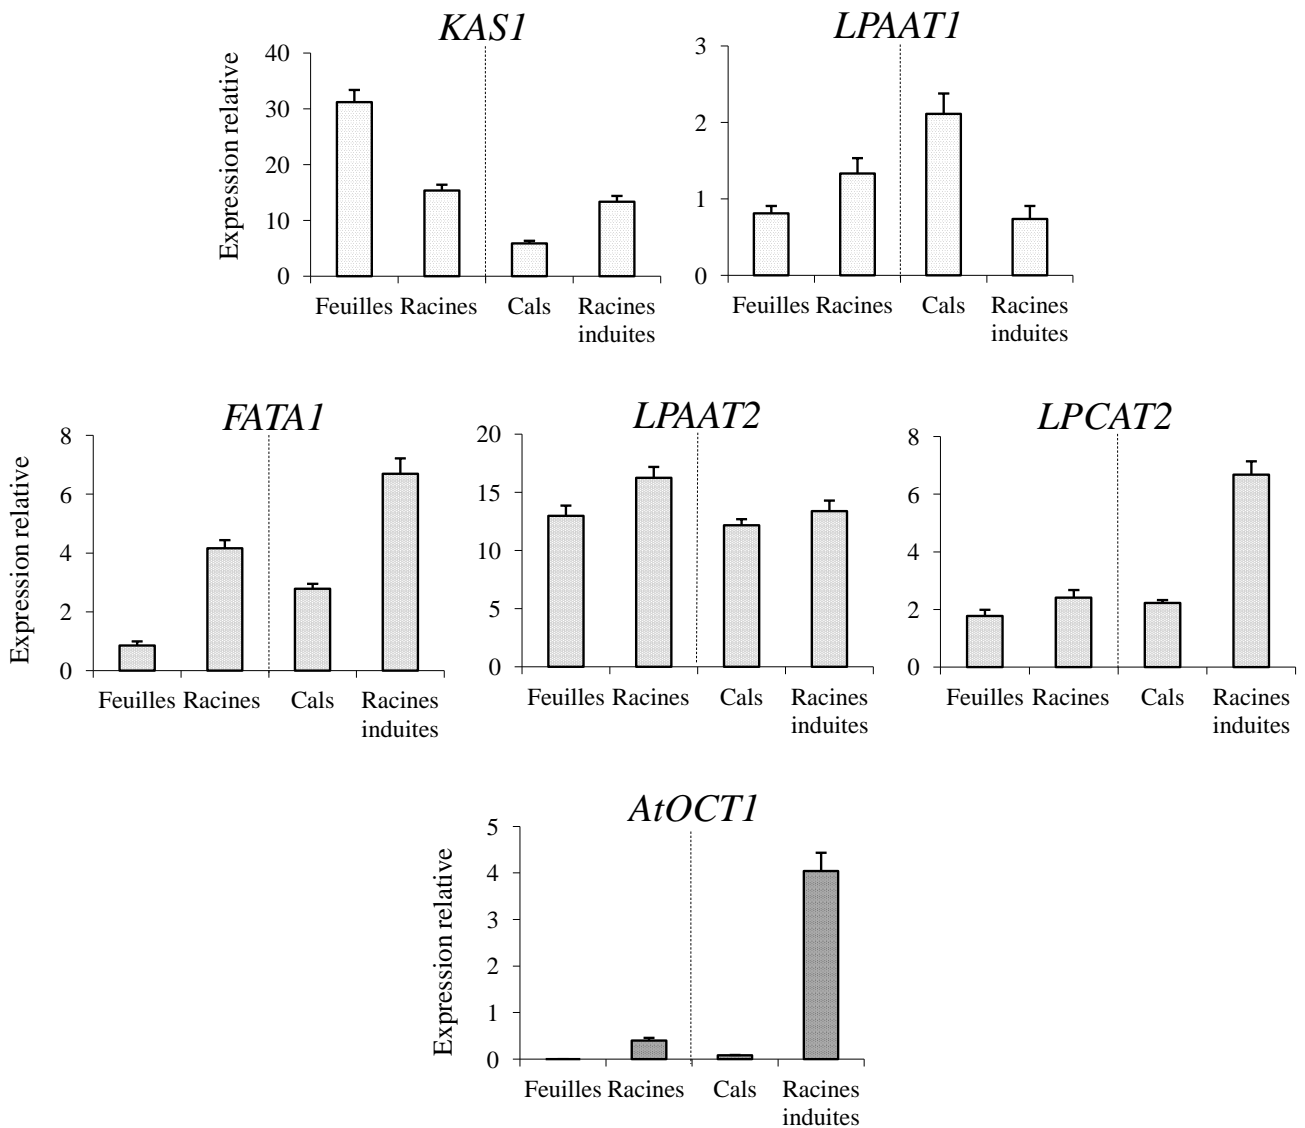 KAS1
Expression relative
40
30
20
10
0
Feuilles Racines Cals Racines
induites
LPAAT1
3
2
1
0
Feuilles Racines Cals Racines
induites
FATA1
Expression relative
8
6
4
2
0
Feuilles Racines Cals Racines
induites
LPAAT2
20
15
10
5
0
Feuilles Racines Cals Racines
induites
LPCAT2
8
6
4
2
0
Feuilles Racines Cals Racines
induites
AtOCT1
Expression relative
5
4
3
2
1
0
Feuilles Racines Cals Racines
induites